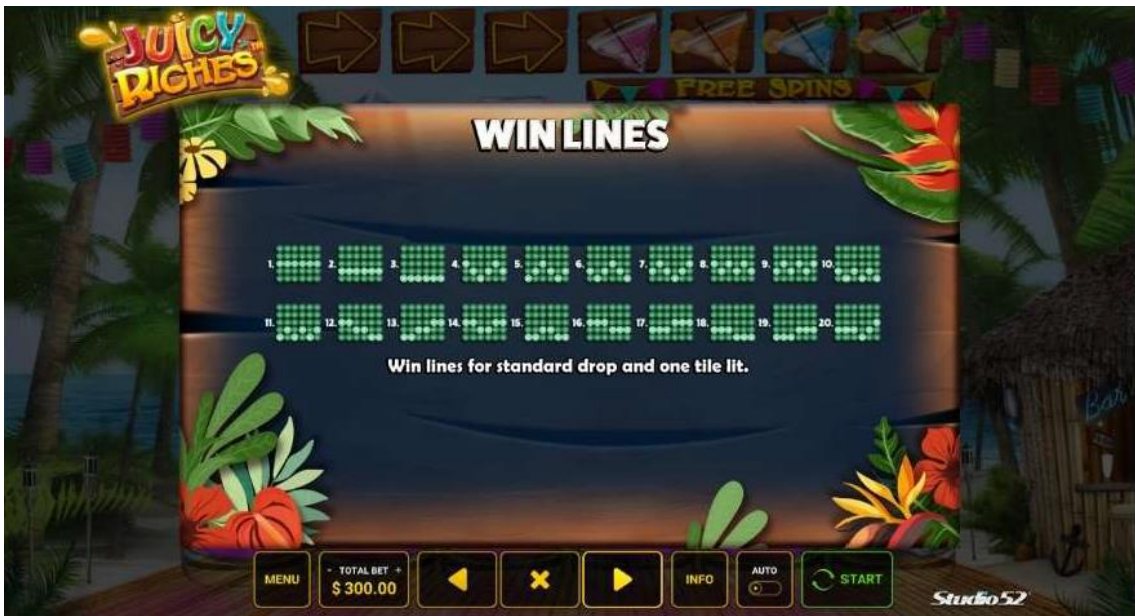 JUICY
RICHES™
FREE SPINS
WIN LINES
1. 2. 3. 4. 5. 6. 7. 8. 9. 10.
11. 12. 13. 14. 15. 16. 17. 18. 19. 20.
Win lines for standard drop and one tile lit.
Bar
MENU
- TOTAL BET +
$ 300.00
INFO
AUTO
START
Studio52